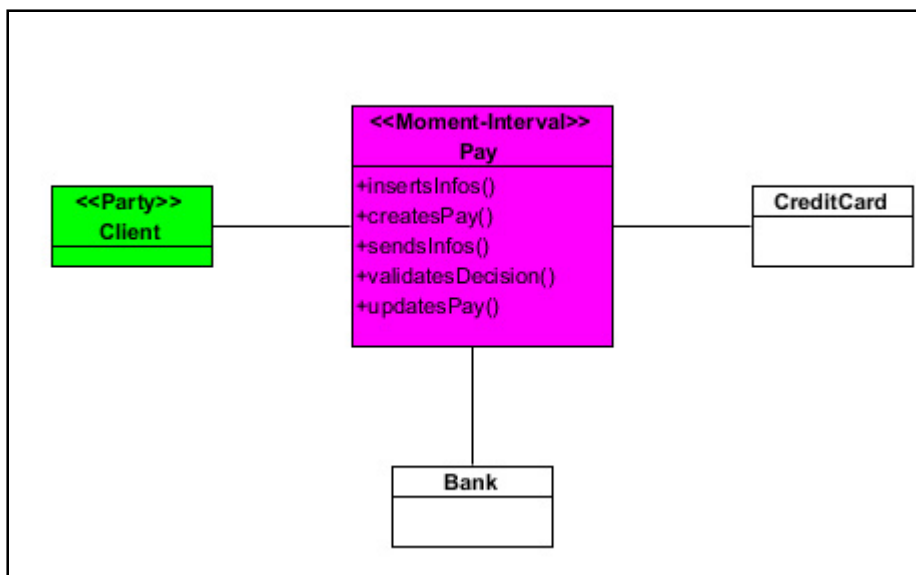 <<Moment-Interval>>
Pay
+insertsInfos()
+createsPay()
+sendsInfos()
+validatesDecision()
+updatesPay()
<<Party>>
Client
CreditCard
Bank